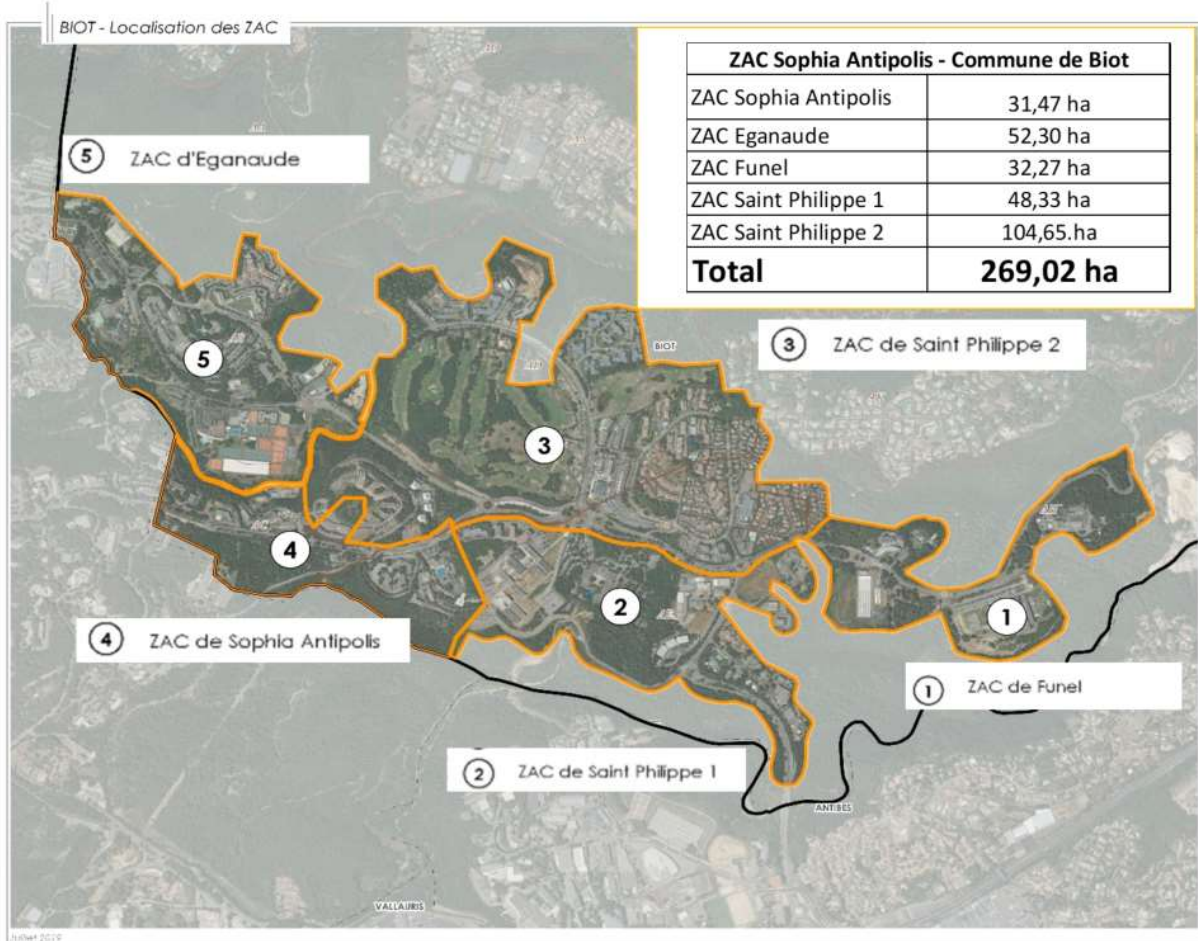 BIOT - Localisation des ZAC
ZAC Sophia Antipolis - Commune de Biot
ZAC Sophia Antipolis 31,47 ha
ZAC Eganaude 52,30 ha
ZAC Funel 32,27 ha
ZAC Saint Philippe 1 48,33 ha
ZAC Saint Philippe 2 104,65.ha
Total 269,02 ha
5 ZAC d'Eganaude
3 ZAC de Saint Philippe 2
BIOT
5
3
4
2
1
4 ZAC de Sophia Antipolis
1 ZAC de Funel
2 ZAC de Saint Philippe 1
ANTIBES
VALLAURIS